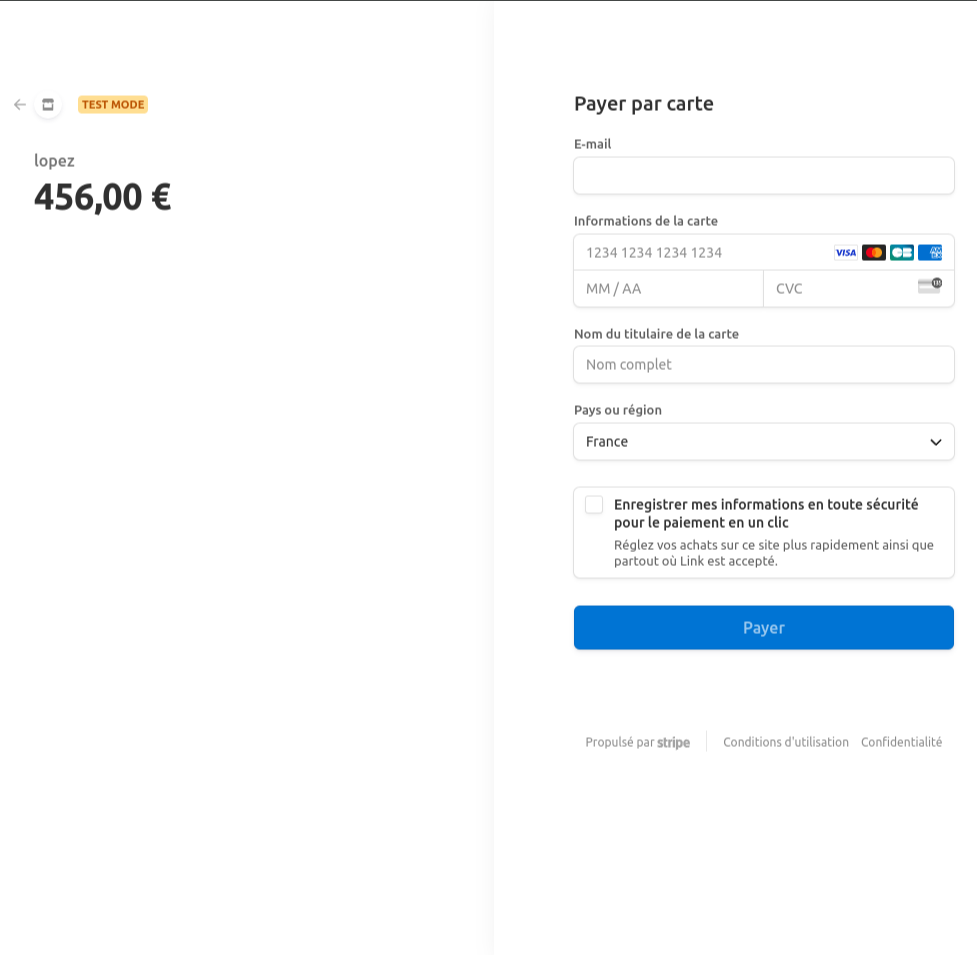 TEST MODE
lopez
456,00 €
Payer par carte
E-mail
Informations de la carte
1234 1234 1234 1234 VISA
MM / AA CVC
Nom du titulaire de la carte
Nom complet
Pays ou région
France
Enregistrer mes informations en toute sécurité
pour le paiement en un clic
Réglez vos achats sur ce site plus rapidement ainsi que
partout où Link est accepté.
Payer
Propulsé par stripe Conditions d'utilisation Confidentialité